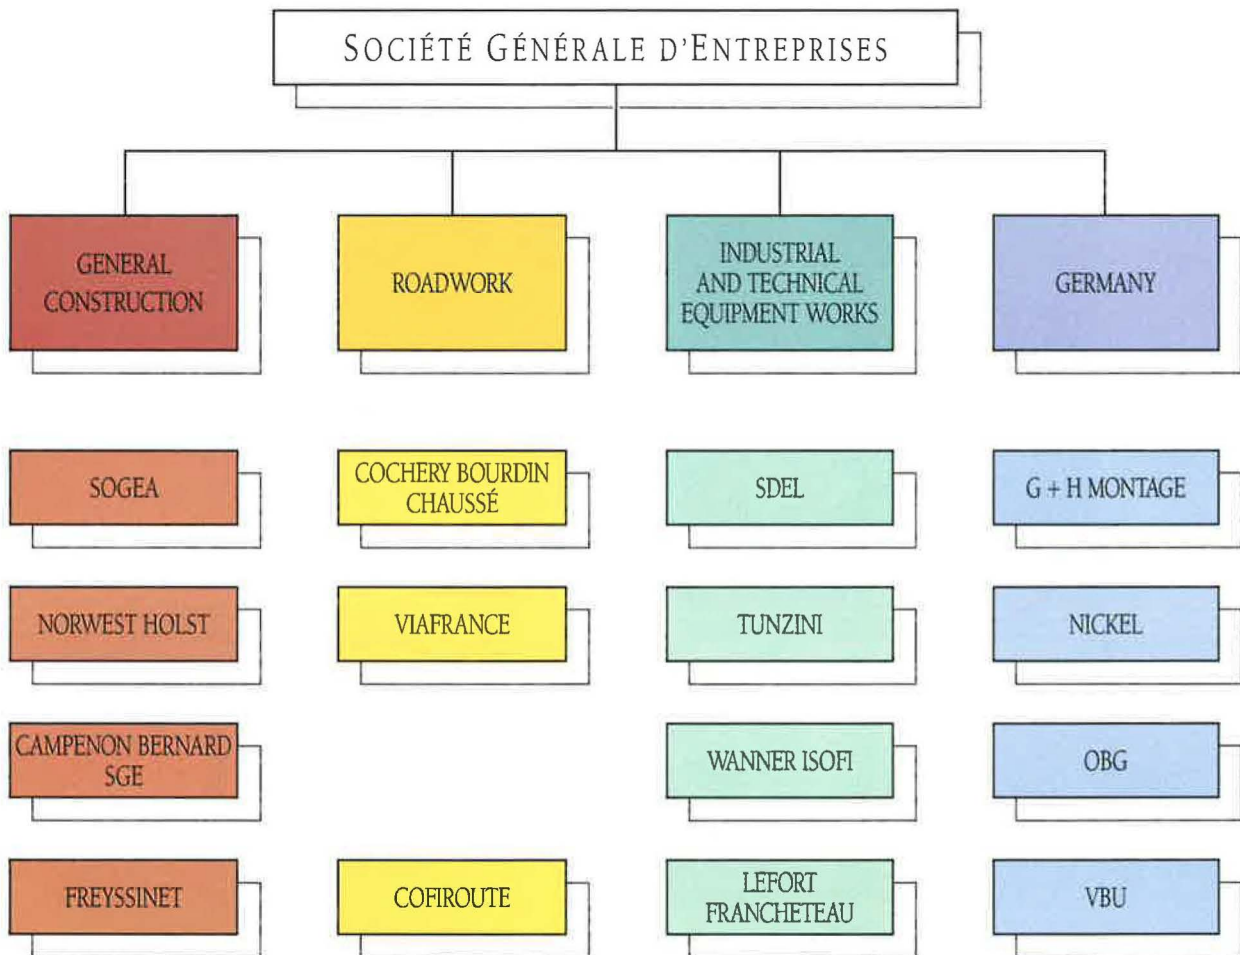 SOCIÉTÉ GÉNÉRALE D'ENTREPRISES
GENERAL
CONSTRUCTION
ROADWORK
INDUSTRIAL
AND TECHNICAL
EQUIPMENT WORKS
GERMANY
SOGEA
COCHERY BOURDIN
CHAUSSÉ
SDEL
G + H MONTAGE
NORWEST HOLST
VIAFRANCE
TUNZINI
NICKEL
CAMPENON BERNARD
SGE
WANNER ISOFI
OBG
FREYSSINET
COFIROUTE
LEFORT
FRANCHETEAU
VBU